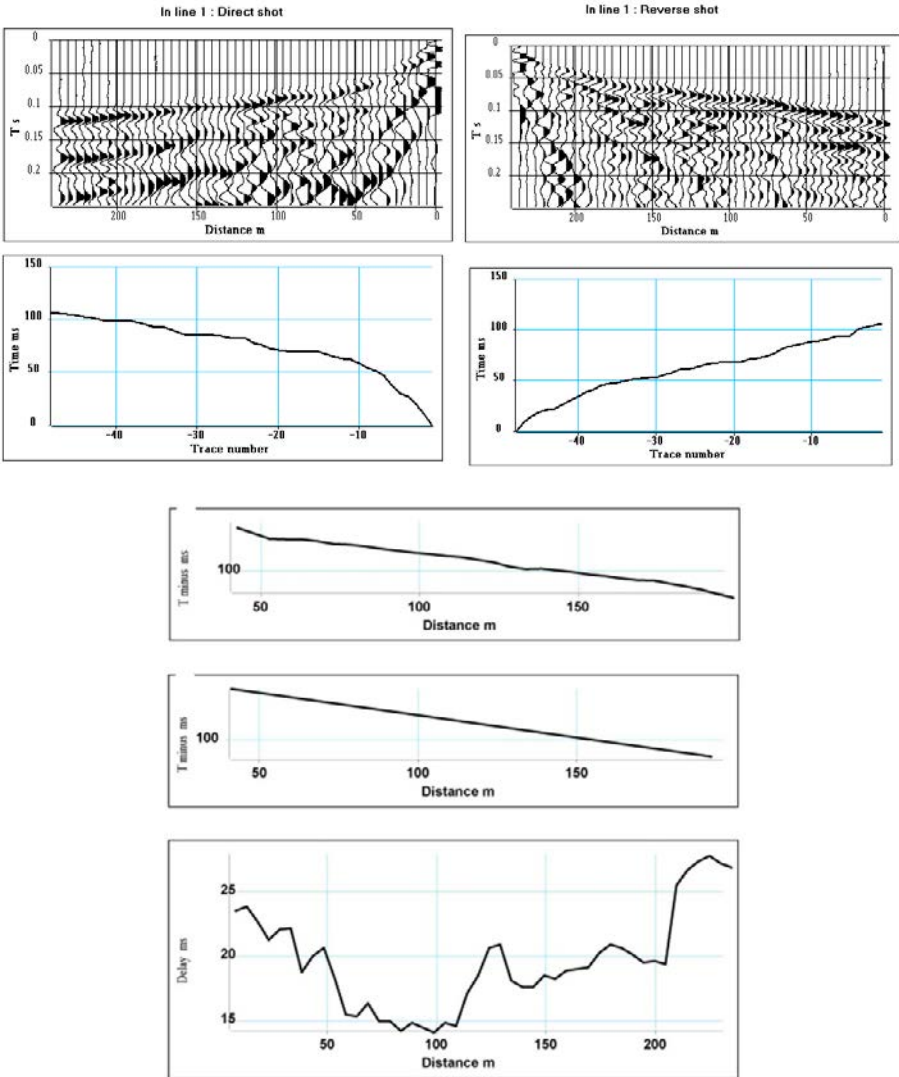 In line 1 : Direct shot
In line 1 : Reverse shot
0
0.05
0.1
0.15
0.2
T s
200 150 100 50 0
Distance m
0
0.05
0.1
0.15
0.2
T s
200 150 100 50 0
Distance m
150
100
50
0
Time ms
-40 -30 -20 -10
Trace number
150
100
50
0
Time ms
-40 -30 -20 -10
Trace number
T minus ms
100
50 100 150
Distance m
T minus ms
100
50 100 150
Distance m
Delay ms
25
20
15
50 100 150 200
Distance m